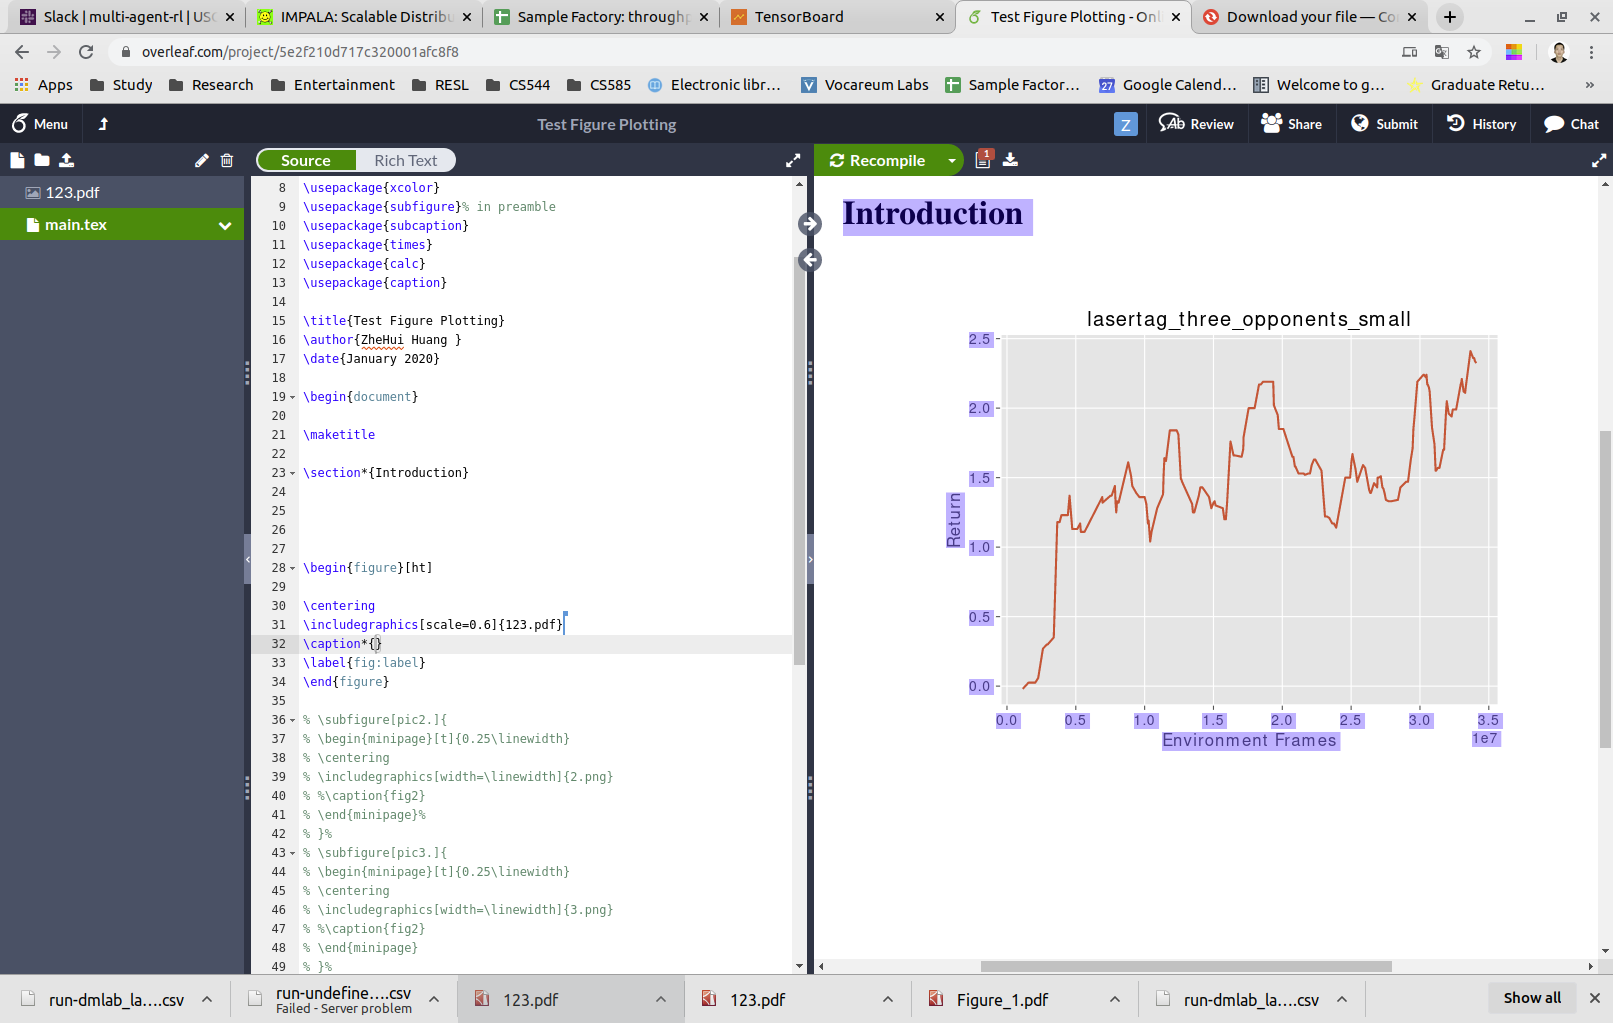 Slack | multi-agent-rl | US
IMPALA: Scalable Distribu
Sample Factory: through
TensorBoard
Test Figure Plotting - Onl
Download your file — Co
overleaf.com/project/5e2f210d717c320001afc8f8
Apps
Study
Research
Entertainment
RESL
CS544
CS585
Electronic libr...
Vocareum Labs
Sample Factor...
27
Google Calend...
Welcome to g...
Graduate Retu...
»
Menu
Test Figure Plotting
Z
Review
Share
Submit
History
Chat
Source
Rich Text
Recompile
1
123.pdf
main.tex
8 \usepackage{xcolor}
9 \usepackage{subfigure}% in preamble
10 \usepackage{subcaption}
11 \usepackage{times}
12 \usepackage{calc}
13 \usepackage{caption}
14
15 \title{Test Figure Plotting}
16 \author{ZheHui Huang }
17 \date{January 2020}
18
19 \begin{document}
20
21 \maketitle
22
23 \section*{Introduction}
24
25
26
27
28 \begin{figure}[ht]
29
30 \centering
31 \includegraphics[scale=0.6]{123.pdf}
32 \caption*{}
33 \label{fig:label}
34 \end{figure}
35
36 % \subfigure[pic2.]{
37 % \begin{minipage}[t]{0.25\linewidth}
38 % \centering
39 % \includegraphics[width=\linewidth]{2.png}
40 % %\caption{fig2}
41 % \end{minipage}%
42 % }%
43 % \subfigure[pic3.]{
44 % \begin{minipage}[t]{0.25\linewidth}
45 % \centering
46 % \includegraphics[width=\linewidth]{3.png}
47 % %\caption{fig2}
48 % \end{minipage}
49 % }%
Introduction
lasertag_three_opponents_small
2.5
2.0
1.5
1.0
0.5
0.0
Return
0.0 0.5 1.0 1.5 2.0 2.5 3.0 3.5
1e7
Environment Frames
run-dmlab_la....csv
run-undefine....csv
Failed - Server problem
123.pdf
123.pdf
Figure_1.pdf
run-dmlab_la....csv
Show all